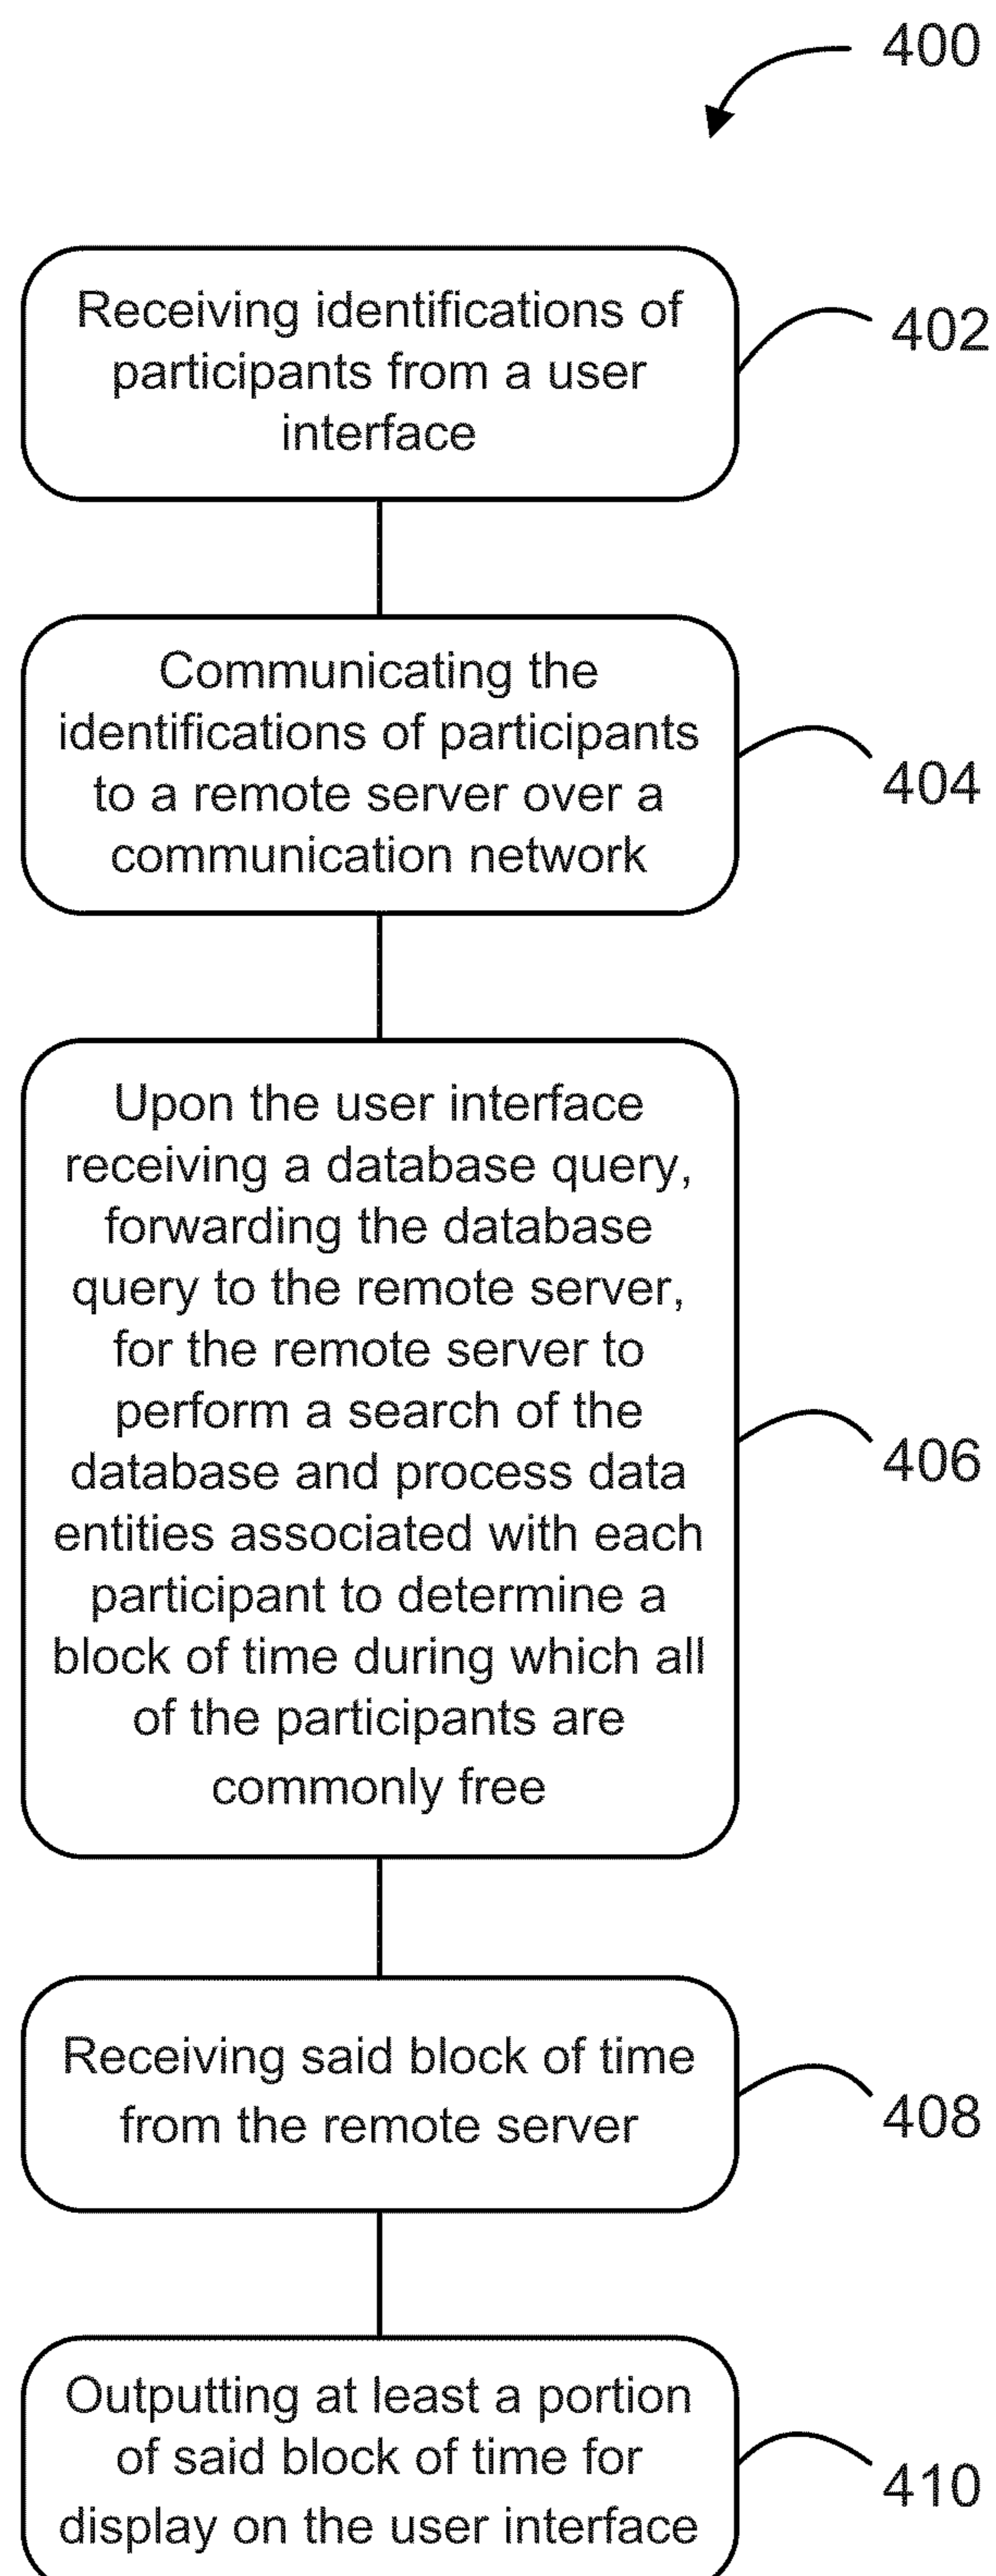 400
Receiving identifications of
participants from a user
interface
402
Communicating the
identifications of participants
to a remote server over a
communication network
404
Upon the user interface
receiving a database query,
forwarding the database
query to the remote server,
for the remote server to
perform a search of the
database and process data
entities associated with each
participant to determine a
block of time during which all
of the participants are
commonly free
406
Receiving said block of time
from the remote server
408
Outputting at least a portion
of said block of time for
display on the user interface
410